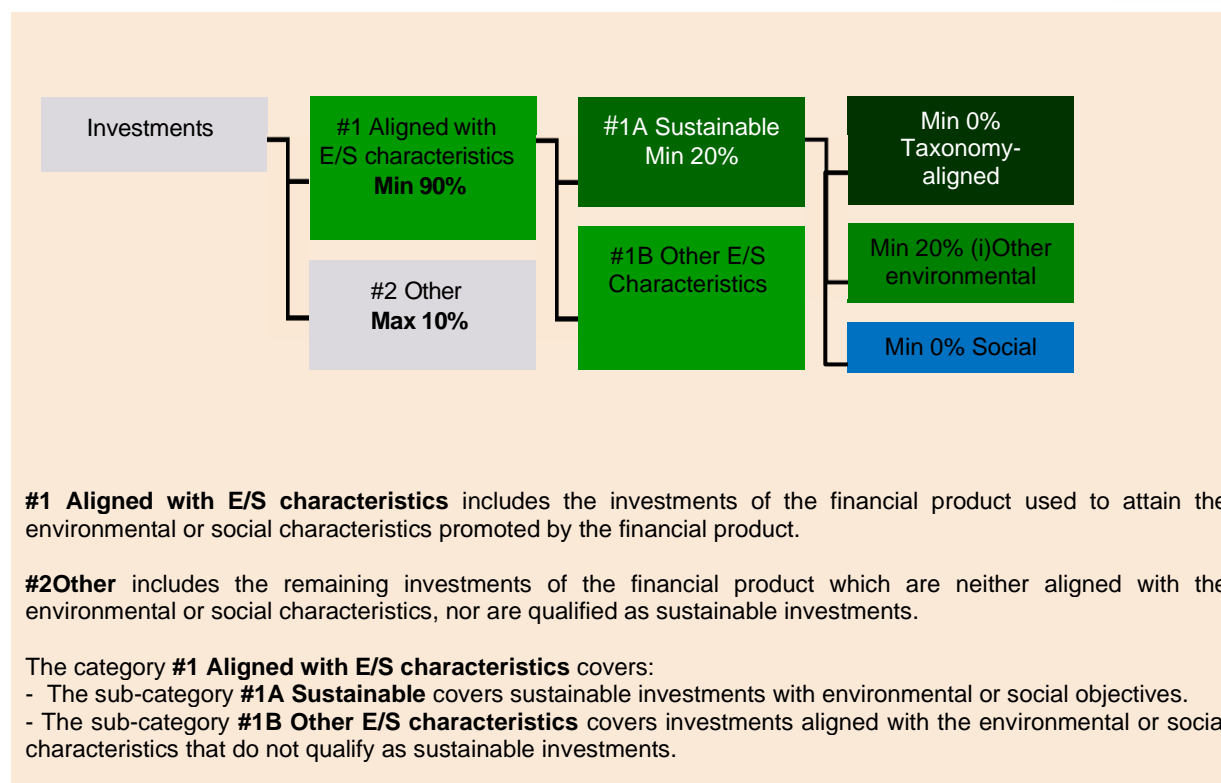 Investments
#1 Aligned with
E/S characteristics
Min 90%
#2 Other
Max 10%
#1A Sustainable
Min 20%
#1B Other E/S
Characteristics
Min 0%
Taxonomy-
aligned
Min 20% (i)Other
environmental
Min 0% Social
#1 Aligned with E/S characteristics includes the investments of the financial product used to attain the
environmental or social characteristics promoted by the financial product.
#2Other includes the remaining investments of the financial product which are neither aligned with the
environmental or social characteristics, nor are qualified as sustainable investments.
The category #1 Aligned with E/S characteristics covers:
- The sub-category #1A Sustainable covers sustainable investments with environmental or social objectives.
- The sub-category #1B Other E/S characteristics covers investments aligned with the environmental or social
characteristics that do not qualify as sustainable investments.